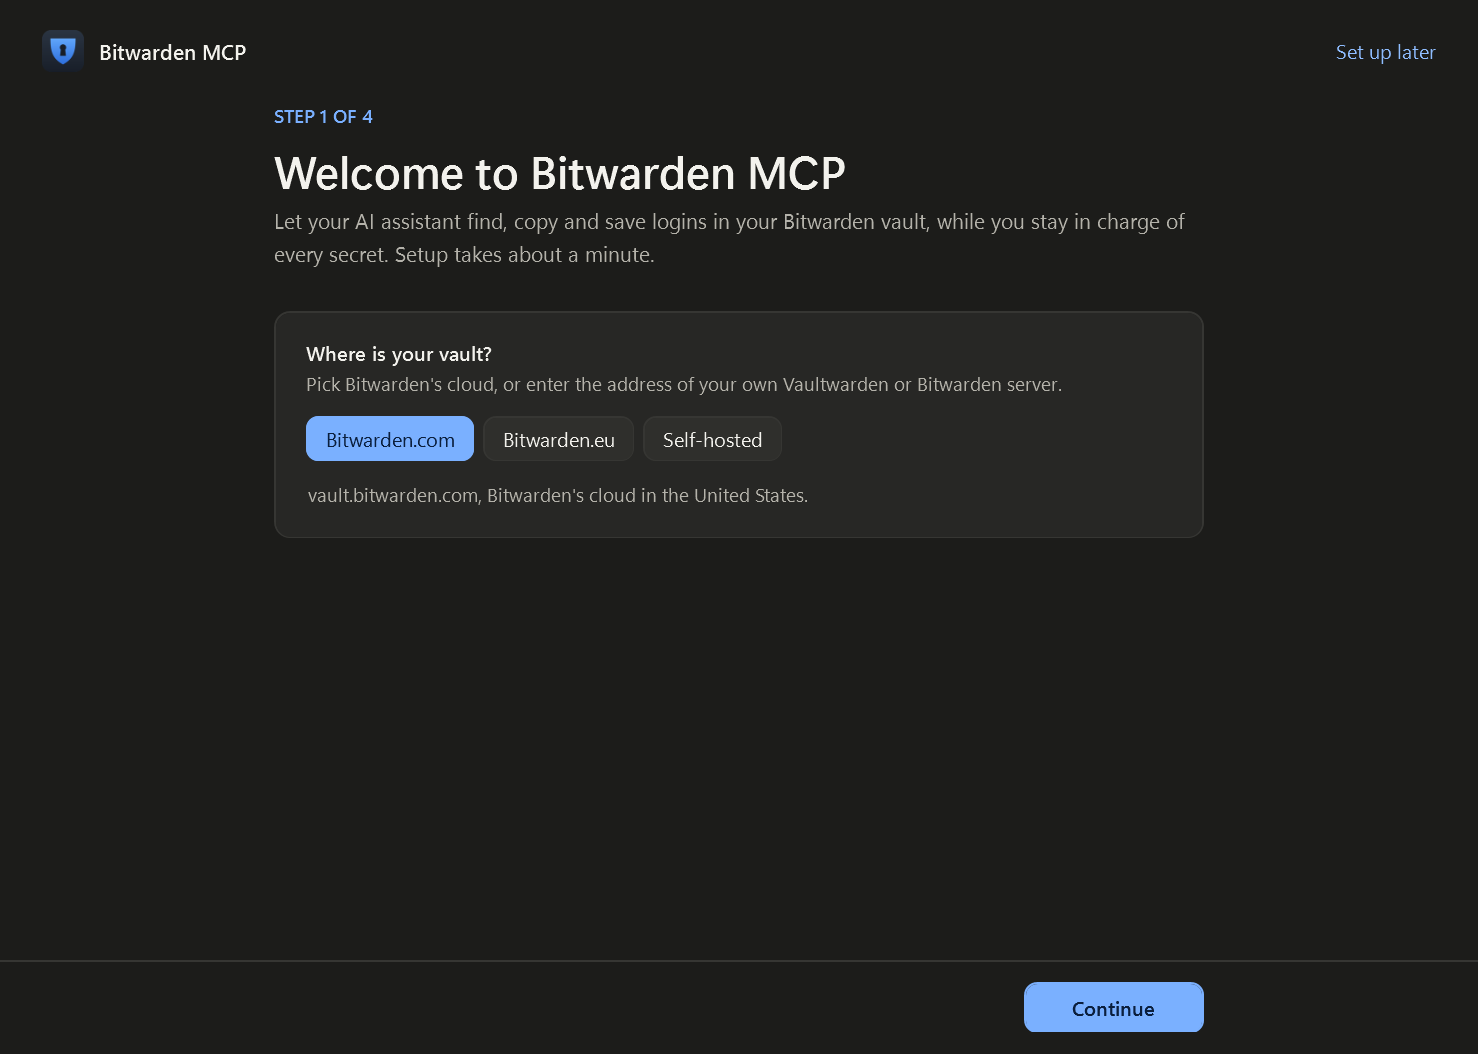 Bitwarden MCP
Set up later
STEP 1 OF 4
Welcome to Bitwarden MCP
Let your AI assistant find, copy and save logins in your Bitwarden vault, while you stay in charge of
every secret. Setup takes about a minute.
Where is your vault?
Pick Bitwarden's cloud, or enter the address of your own Vaultwarden or Bitwarden server.
Bitwarden.com
Bitwarden.eu
Self-hosted
vault.bitwarden.com, Bitwarden's cloud in the United States.
Continue